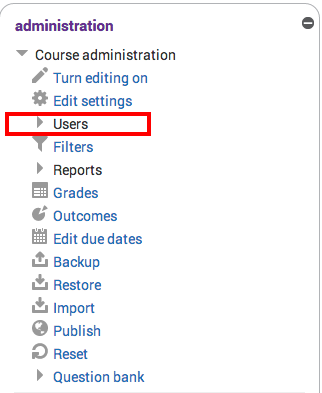 administration
Course administration
Turn editing on
Edit settings
Users
Filters
Reports
Grades
Outcomes
Edit due dates
Backup
Restore
Import
Publish
Reset
Question bank